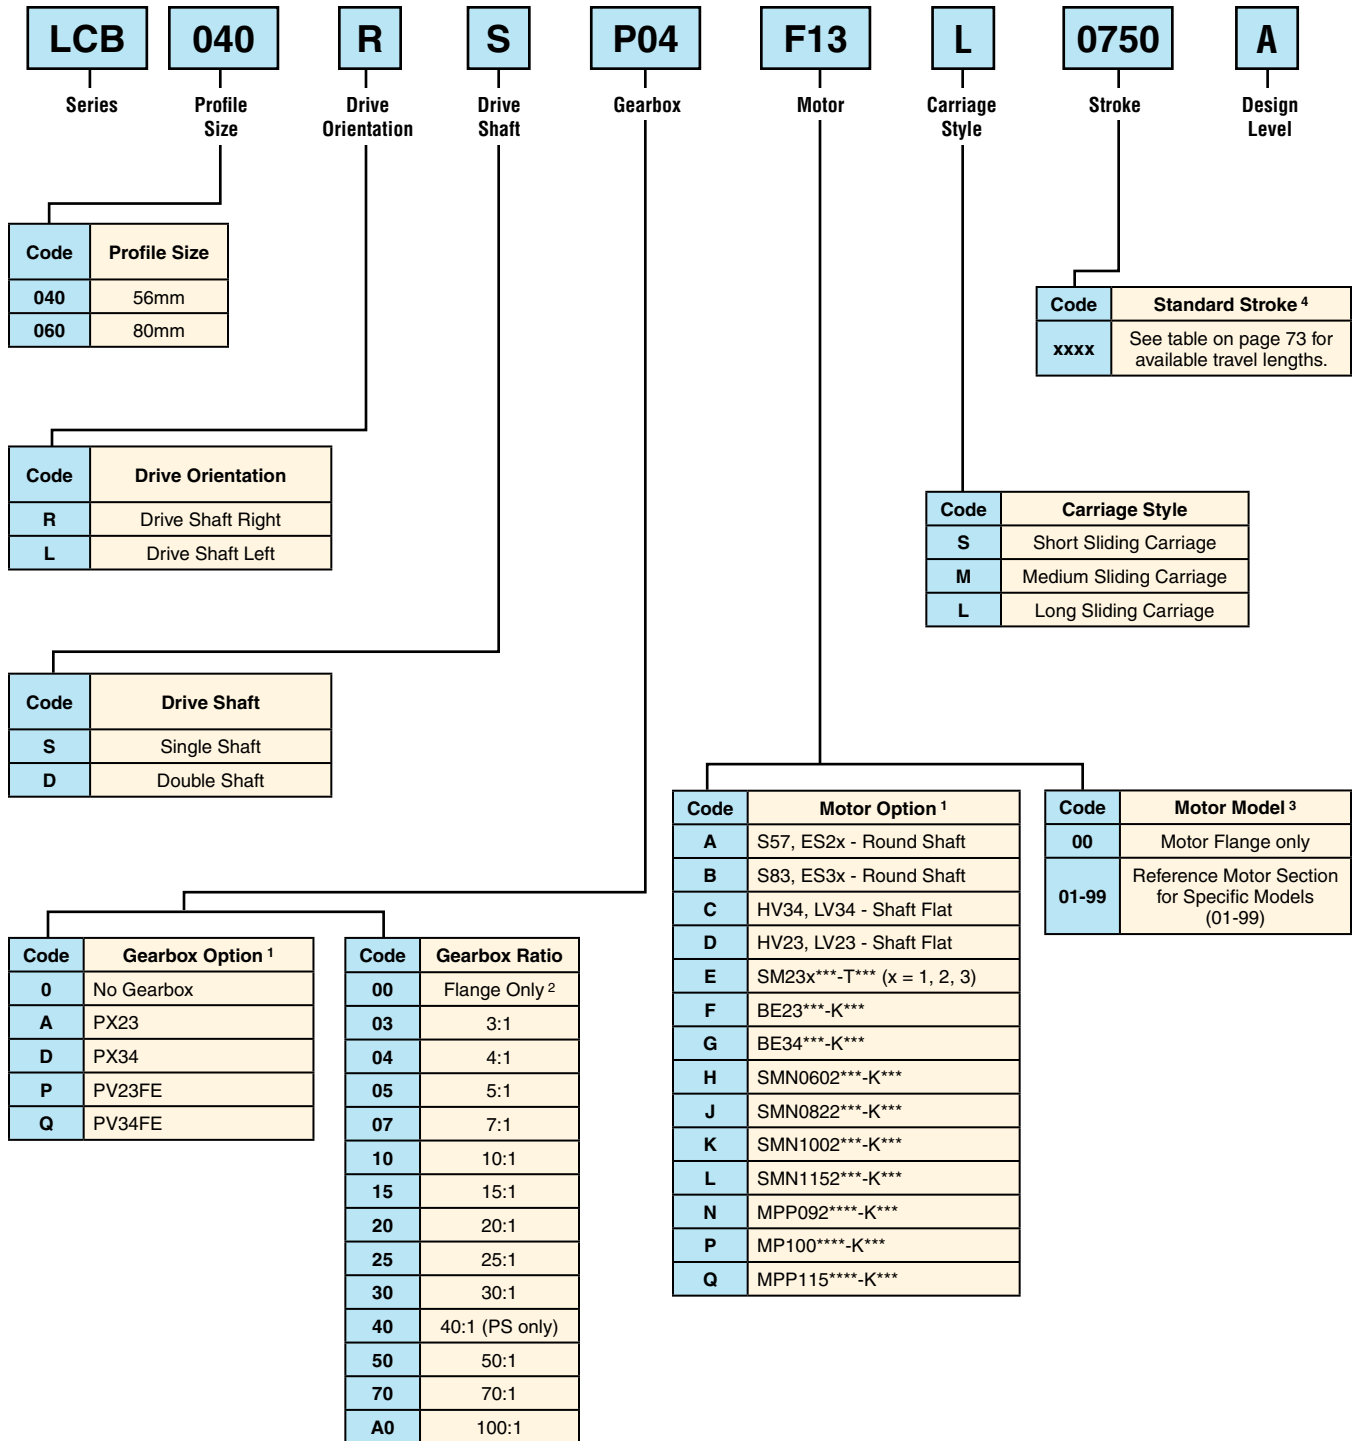 LCB 040 R S P04 F13 L 0750 A
Series Profile Size Drive Orientation Drive Shaft Gearbox Motor Carriage Style Stroke Design Level
Code Profile Size
040 56mm
060 80mm
Code Standard Stroke 4
xxxx See table on page 73 for
available travel lengths.
Code Drive Orientation
R Drive Shaft Right
L Drive Shaft Left
Code Carriage Style
S Short Sliding Carriage
M Medium Sliding Carriage
L Long Sliding Carriage
Code Drive Shaft
S Single Shaft
D Double Shaft
Code Motor Option 1
A S57, ES2x - Round Shaft
B S83, ES3x - Round Shaft
C HV34, LV34 - Shaft Flat
D HV23, LV23 - Shaft Flat
E SM23x***-T*** (x = 1, 2, 3)
F BE23***-K***
G BE34***-K***
H SMN0602***-K***
J SMN0822***-K***
K SMN1002***-K***
L SMN1152***-K***
N MPP092****-K***
P MP100****-K***
Q MPP115****-K***
Code Motor Model 3
00 Motor Flange only
01-99 Reference Motor Section
for Specific Models
(01-99)
Code Gearbox Option 1
0 No Gearbox
A PX23
D PX34
P PV23FE
Q PV34FE
Code Gearbox Ratio
00 Flange Only 2
03 3:1
04 4:1
05 5:1
07 7:1
10 10:1
15 15:1
20 20:1
25 25:1
30 30:1
40 40:1 (PS only)
50 50:1
70 70:1
A0 100:1